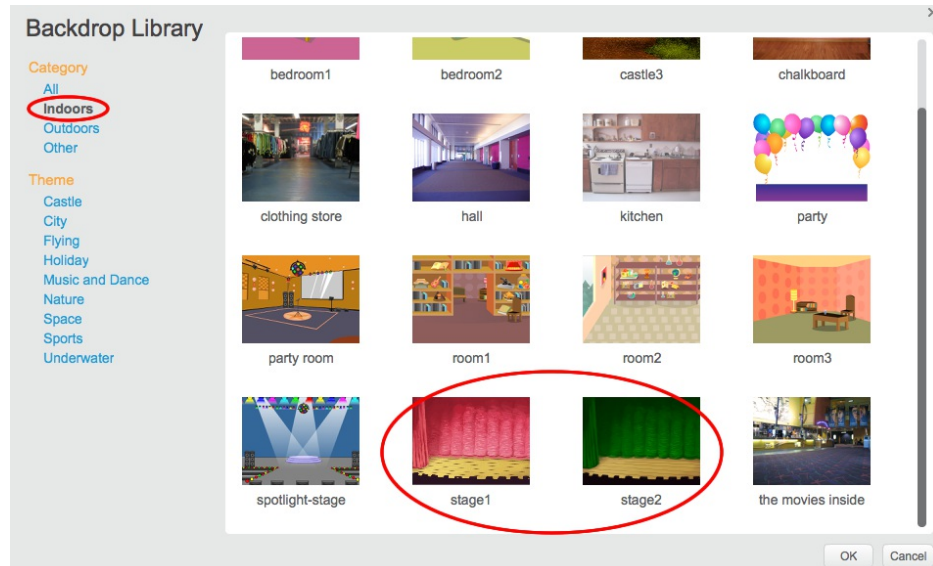 Backdrop Library
Category
All
Indoors
Outdoors
Other
Theme
Castle
City
Flying
Holiday
Music and Dance
Nature
Space
Sports
Underwater
bedroom1 bedroom2 castle3 chalkboard
clothing store hall kitchen party
party room room1 room2 room3
spotlight-stage stage1 stage2 the movies inside
OK Cancel